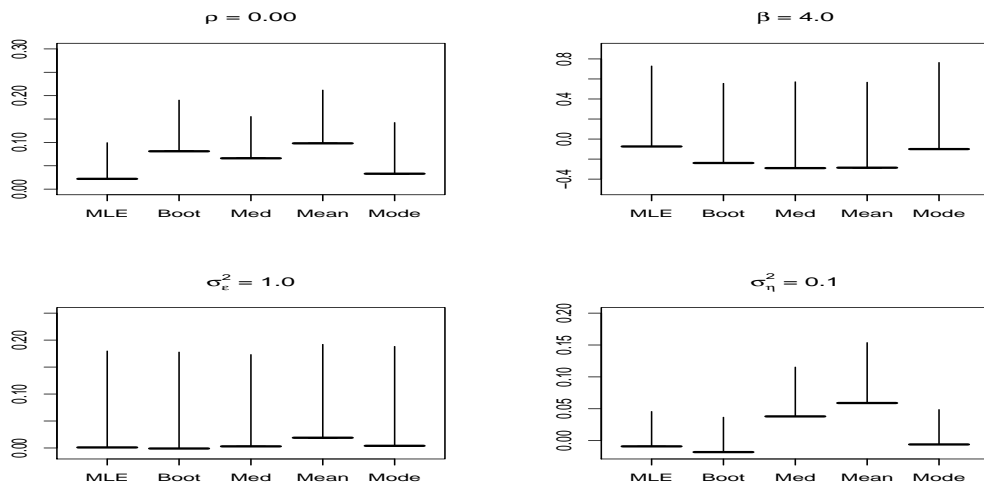 ρ = 0.00
0.00 0.10 0.20 0.30
MLE Boot Med Mean Mode
β = 4.0
−0.4 0.0 0.4 0.8
MLE Boot Med Mean Mode
σ²ε = 1.0
0.00 0.10 0.20
MLE Boot Med Mean Mode
σ²η = 0.1
0.00 0.05 0.10 0.15 0.20
MLE Boot Med Mean Mode